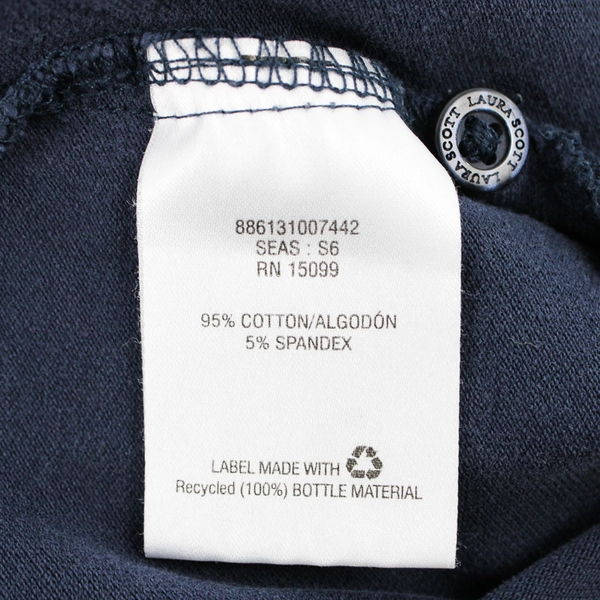 LAURA SCOTT
LAURA SCOTT
886131007442
SEAS : S6
RN 15099
95% COTTON/ALGODÓN
5% SPANDEX
LABEL MADE WITH
Recycled (100%) BOTTLE MATERIAL